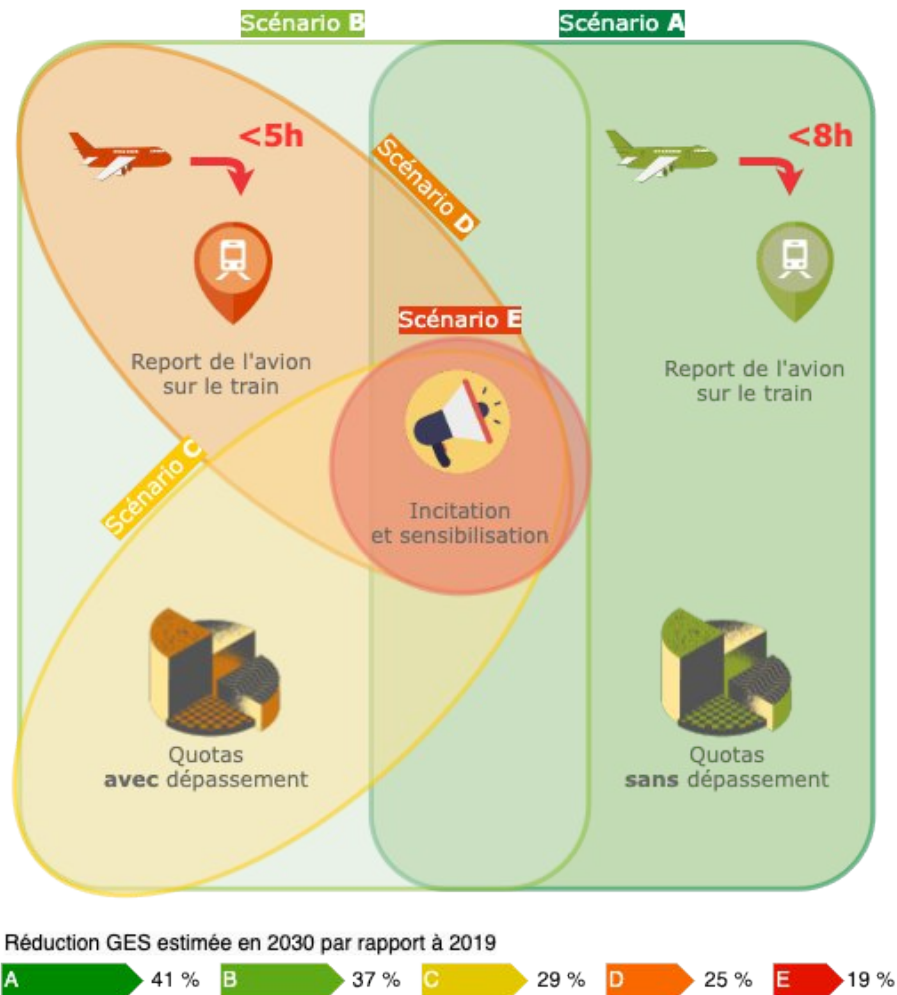 Scénario B
Scénario A
<5h
<8h
Scénario D
Scénario E
Report de l'avion
sur le train
Report de l'avion
sur le train
Scénario C
Incitation
et sensibilisation
Quotas
avec dépassement
Quotas
sans dépassement
Réduction GES estimée en 2030 par rapport à 2019
A 41 % B 37 % C 29 % D 25 % E 19 %